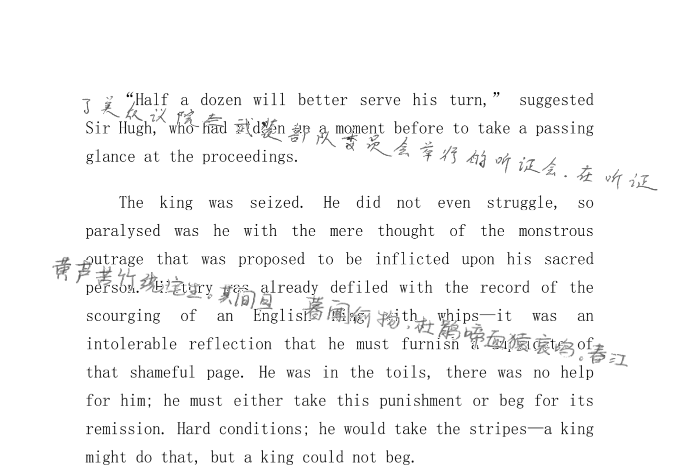 “Half a dozen will better serve his turn,” suggested
了美众议院 武装部队委员会举行的听证会.在听证
Sir Hugh, who had ridden up a moment before to take a passing
glance at the proceedings.
The king was seized. He did not even struggle, so
paralysed was he with the mere thought of the monstrous
outrage that was proposed to be inflicted upon his sacred
黄芦苦竹绕宅生.其间旦暮闻何物,杜鹃啼血猿哀鸣.春江
person. History was already defiled with the record of the
scourging of an English king with whips—it was an
intolerable reflection that he must furnish a duplicate of
that shameful page. He was in the toils, there was no help
for him; he must either take this punishment or beg for its
remission. Hard conditions; he would take the stripes—a king
might do that, but a king could not beg.